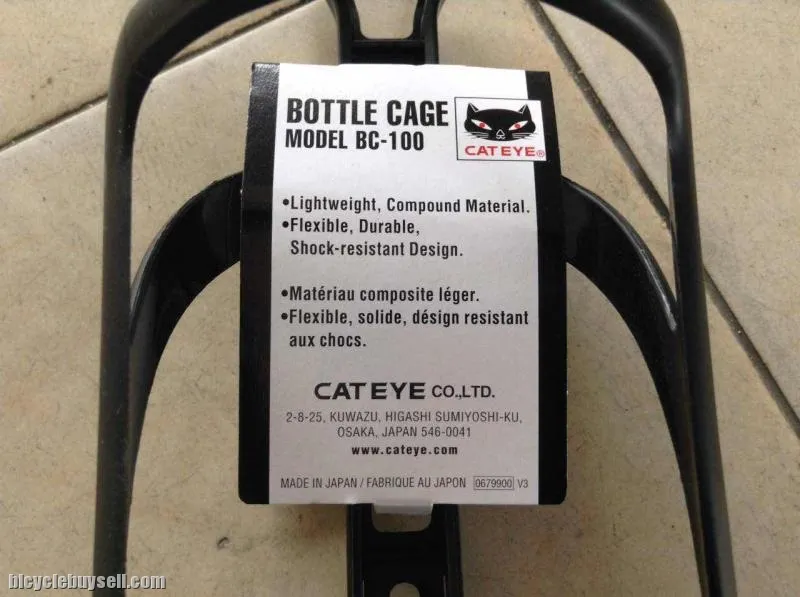 BOTTLE CAGE
MODEL BC-100
CATEYE®
•Lightweight, Compound Material.
•Flexible, Durable,
Shock-resistant Design.
•Matériau composite léger.
•Flexible, solide, désign resistant
aux chocs.
CATEYE CO.,LTD.
2-8-25, KUWAZU, HIGASHI SUMIYOSHI-KU,
OSAKA, JAPAN 546-0041
www.cateye.com
MADE IN JAPAN / FABRIQUE AU JAPON 0679900 V3
bicyclebuysell.com